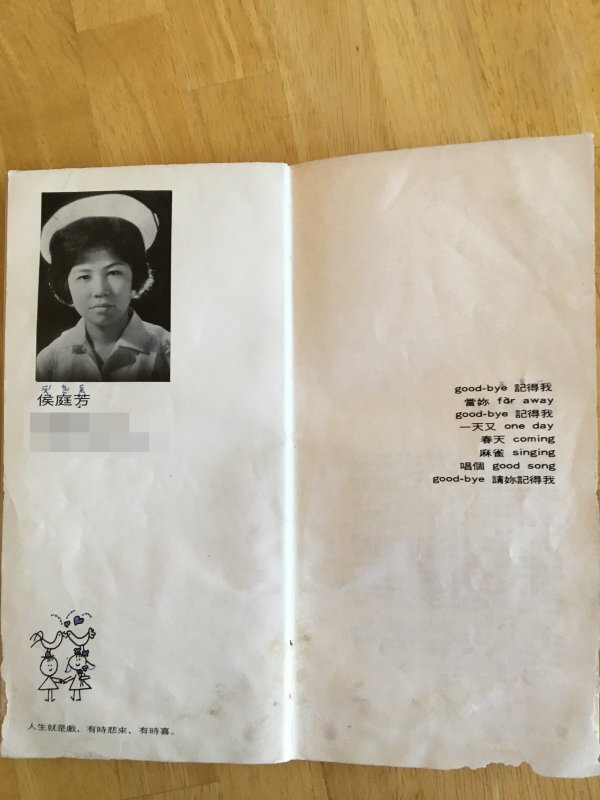 侯庭芳
人生就是戲，有時悲來，有時喜。
good-bye 記得我
當妳 far away
good-bye 記得我
一天又 one day
春天 coming
麻雀 singing
唱個 good song
good-bye 請妳記得我